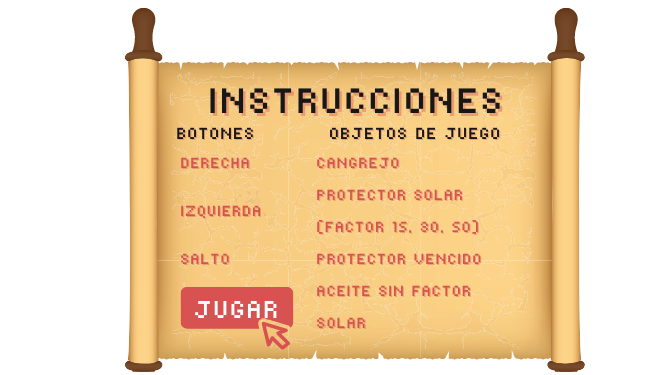 INSTRUCCIONES
BOTONES
OBJETOS DE JUEGO
DERECHA
CANGREJO
PROTECTOR SOLAR
IZQUIERDA
(FACTOR 15, 30, 50)
SALTO
PROTECTOR VENCIDO
ACEITE SIN FACTOR
JUGAR
SOLAR